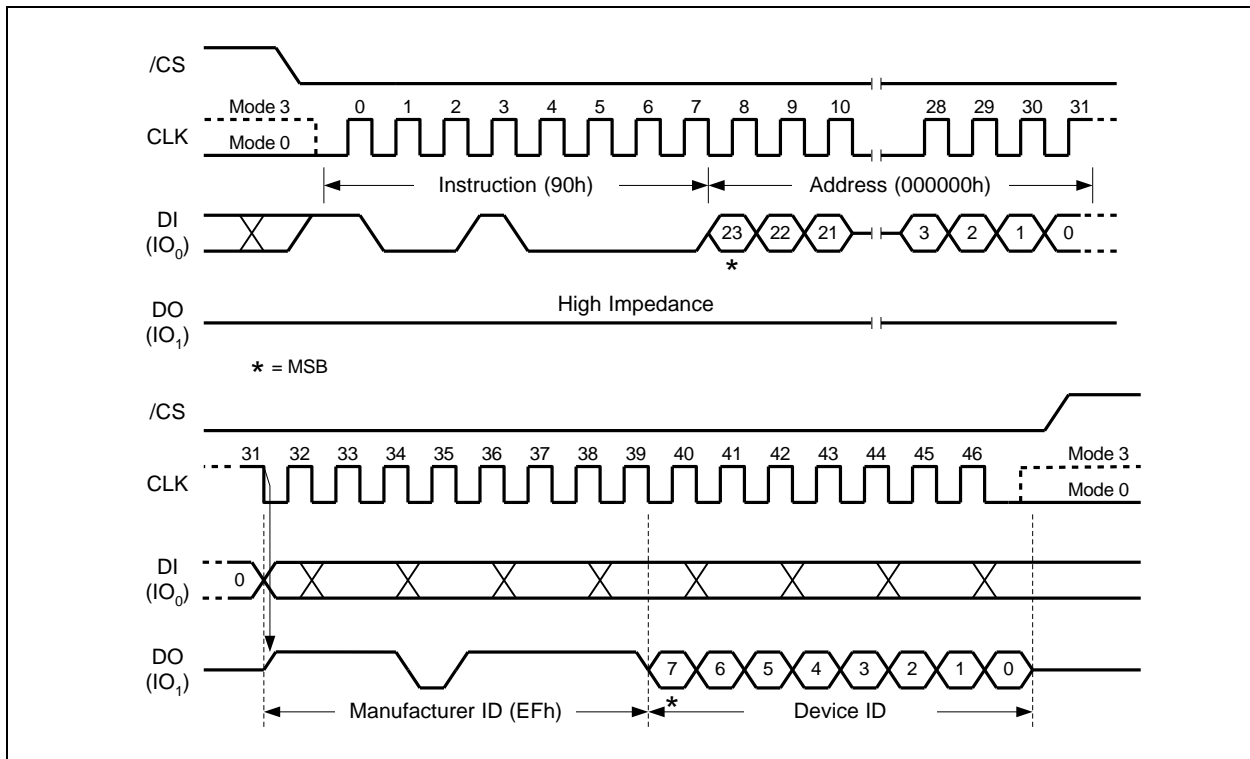 /CS
Mode 3
0 1 2 3 4 5 6 7 8 9 10 28 29 30 31
CLK
Mode 0
Instruction (90h) Address (000000h)
DI
(IO0)
23 22 21 3 2 1 0
*
High Impedance
DO
(IO1)
* = MSB
/CS
31 32 33 34 35 36 37 38 39 40 41 42 43 44 45 46
Mode 3
CLK
Mode 0
DI
(IO0)
0
DO
(IO1)
7 6 5 4 3 2 1 0
*
Manufacturer ID (EFh) Device ID